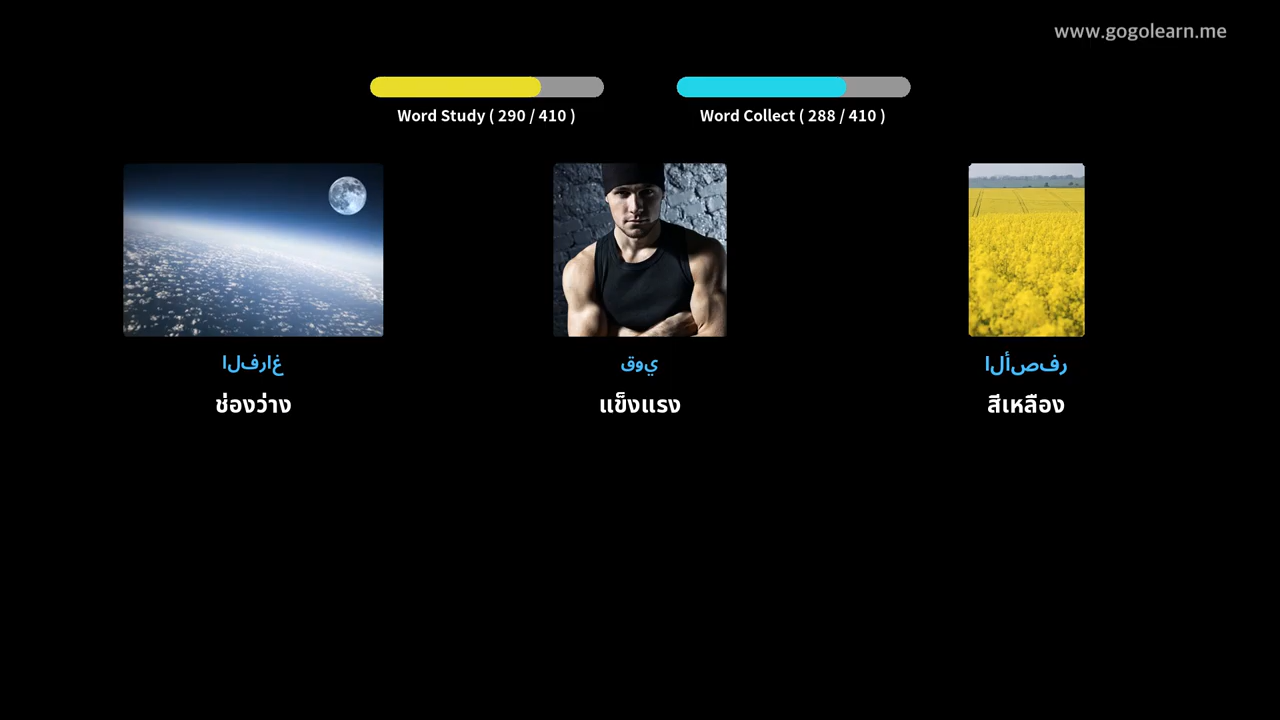 www.gogolearn.me
Word Study ( 290 / 410 )
Word Collect ( 288 / 410 )
الفراغ
قوي
الأصفر
ช่องว่าง
แข็งแรง
สีเหลือง